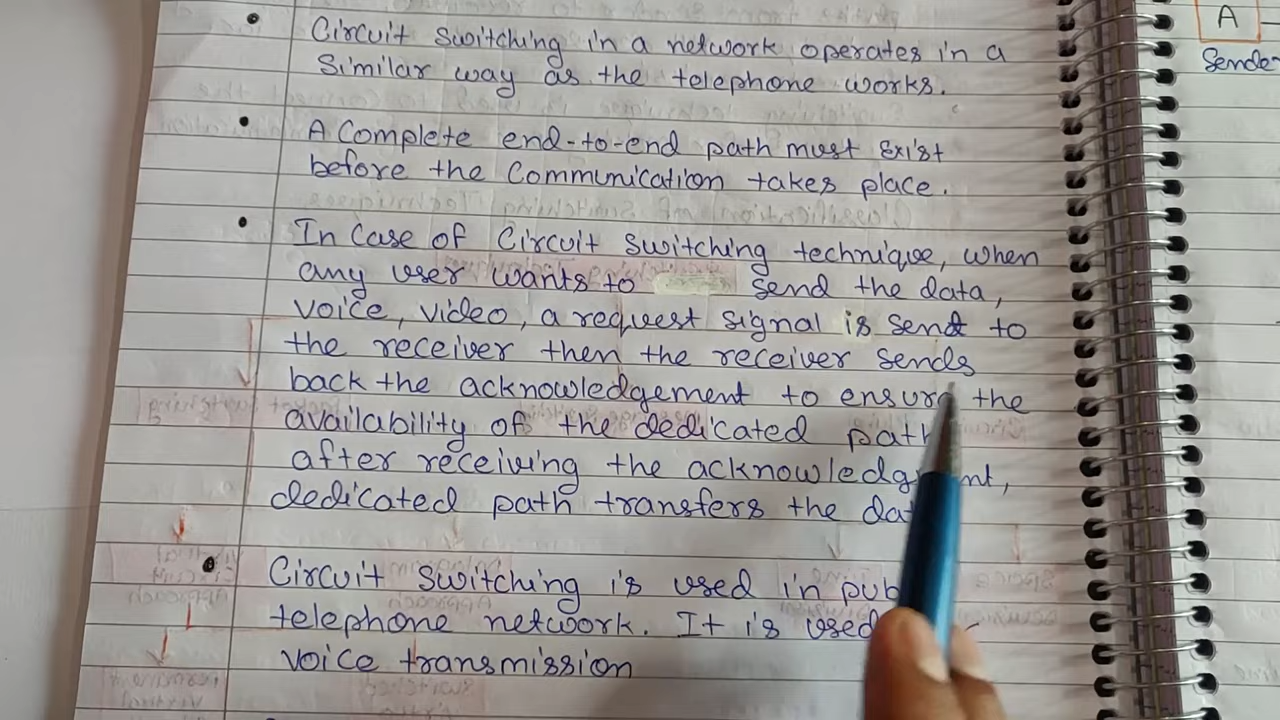 Circuit switching in a network operates in a
Similar way as the telephone works.
A Complete end-to-end path must Exist
before the Communication takes place.
In Case of Circuit switching technique, when
any user wants to send the data,
voice, video, a request signal is send to
the receiver then the receiver sends
back the acknowledgement to ensure the
availability of the dedicated path
after receiving the acknowledgment,
dedicated path transfers the
Circuit switching is used in
telephone network. It is used
voice transmission
A